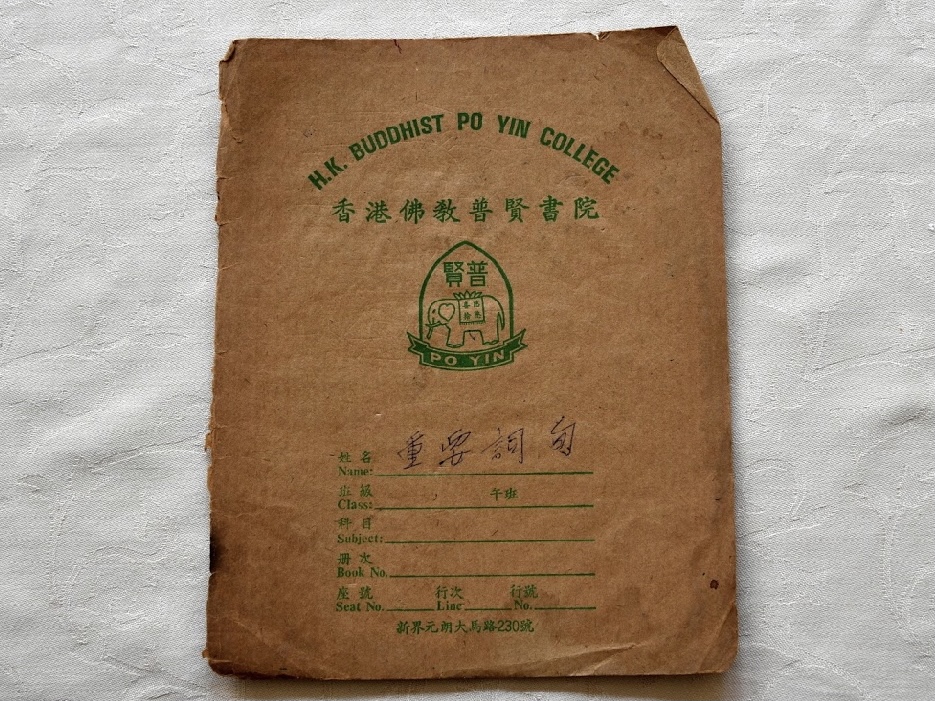 H.K. BUDDHIST PO YIN COLLEGE
香港佛敎普賢書院
賢普
PO YIN
重要詞句
姓名
Name:
班級 午班
Class:
科目
Subject:
册次
Book No.
座號 行次 行號
Seat No. Line No.
新界元朗大馬路230號